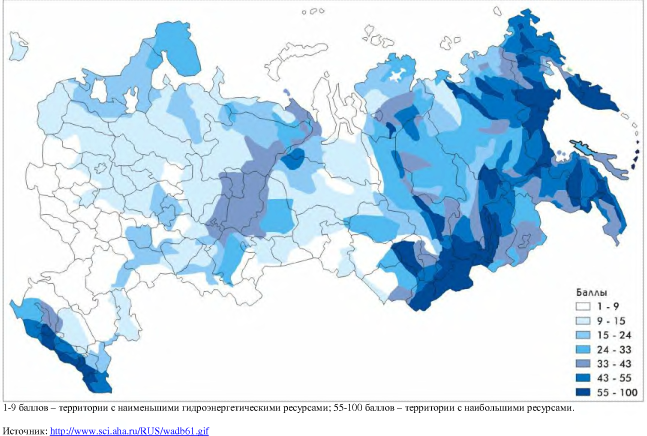 Баллы
1 - 9
9 - 15
15 - 24
24 - 33
33 - 43
43 - 55
55 - 100
1-9 баллов – территории с наименьшими гидроэнергетическими ресурсами; 55-100 баллов – территории с наибольшими ресурсами.
Источник: http://www.sci.aha.ru/RUS/wadb61.gif